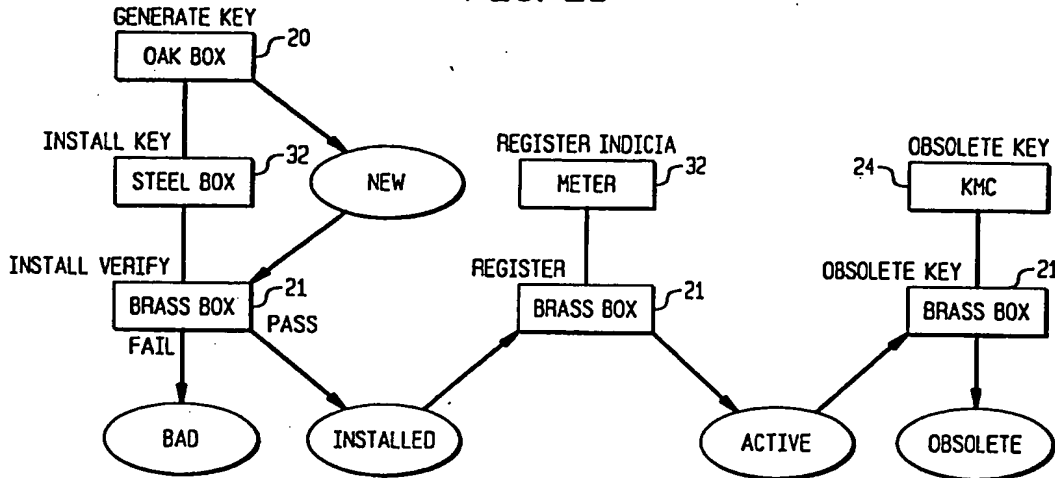 GENERATE KEY
OAK BOX
20
INSTALL KEY
STEEL BOX
32
NEW
INSTALL VERIFY
BRASS BOX
21
PASS
FAIL
BAD
INSTALLED
REGISTER INDICIA
METER
32
REGISTER
BRASS BOX
21
ACTIVE
OBSOLETE KEY
24
KMC
OBSOLETE KEY
21
BRASS BOX
OBSOLETE